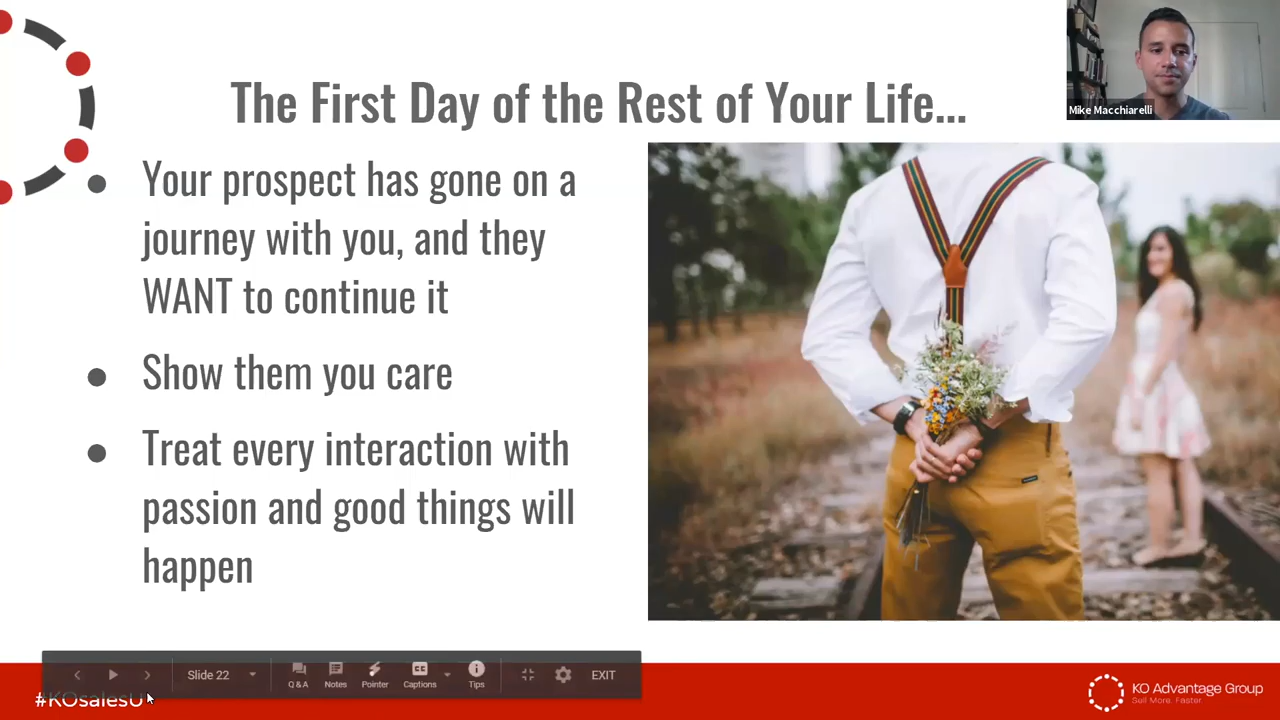 The First Day of the Rest of Your Life...
Mike Macchiarelli
Your prospect has gone on a
journey with you, and they
WANT to continue it
Show them you care
Treat every interaction with
passion and good things will
happen
Slide 22
Q & A
Notes
Pointer
Captions
Tips
EXIT
#KOsalesU
KO Advantage Group
Sell More. Faster.